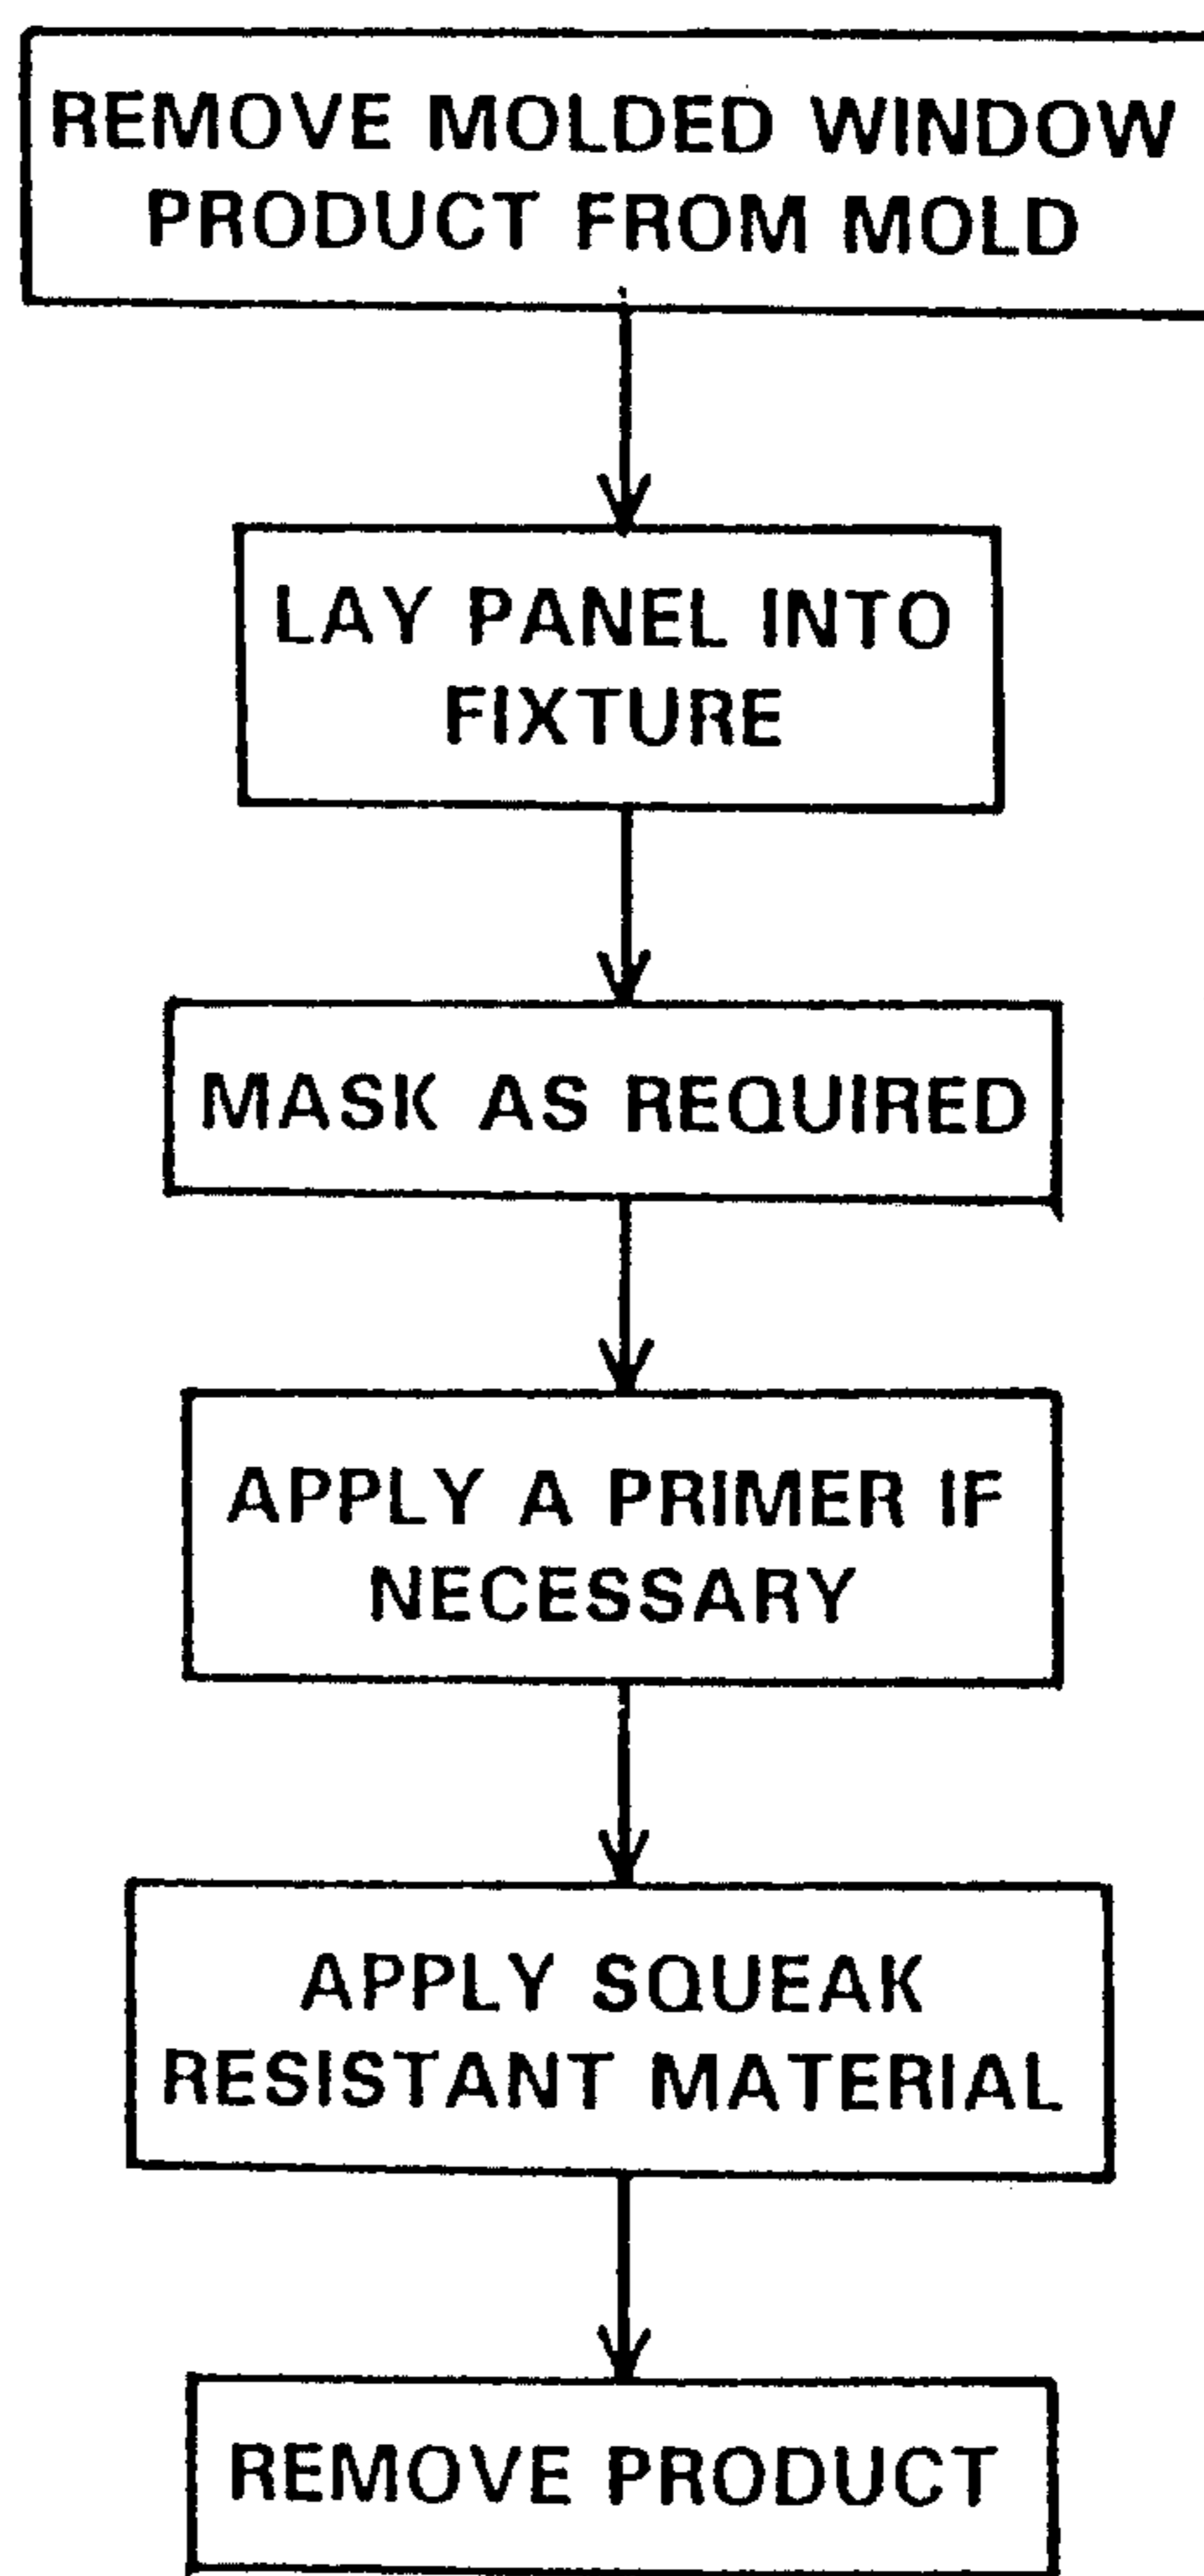 REMOVE MOLDED WINDOW
PRODUCT FROM MOLD
LAY PANEL INTO
FIXTURE
MASK AS REQUIRED
APPLY A PRIMER IF
NECESSARY
APPLY SQUEAK
RESISTANT MATERIAL
REMOVE PRODUCT